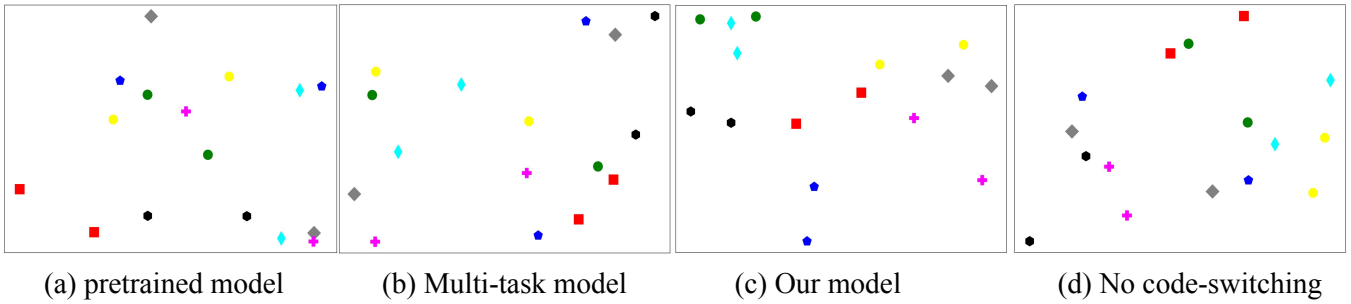 (a) pretrained model
(b) Multi-task model
(c) Our model
(d) No code-switching